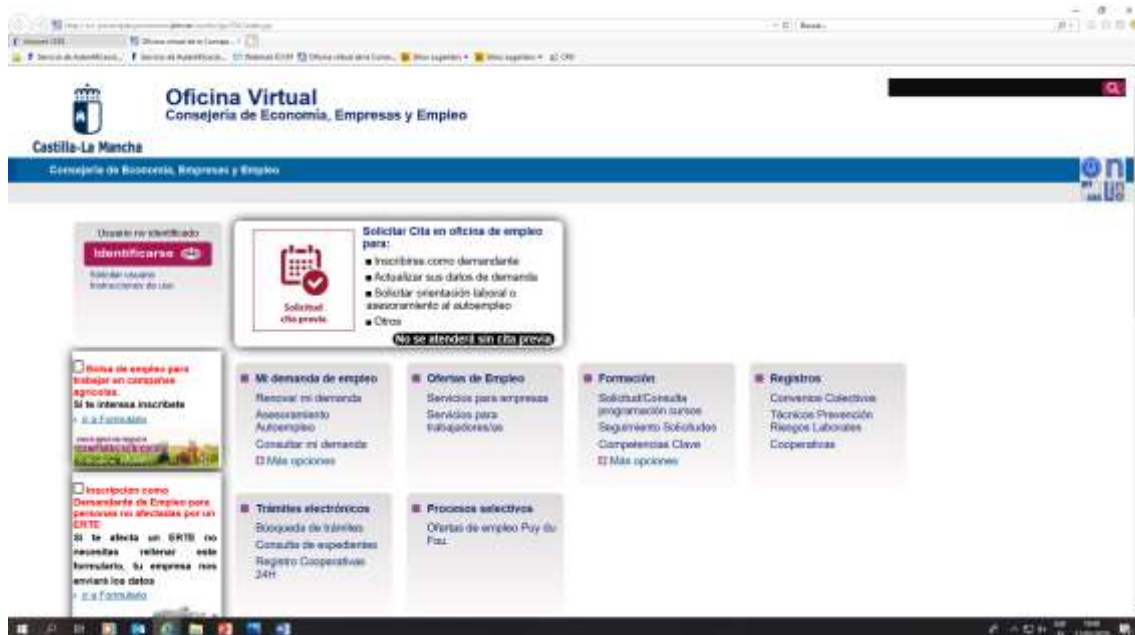 Oficina Virtual
Consejería de Economía, Empresas y Empleo
Castilla-La Mancha
Consejería de Economía, Empresas y Empleo
Usuario no identificado
Identificarse
Solicitar usuario
Instrucciones de uso
Solicitud
cita previa
Solicitar Cita en oficina de empleo
para:
Inscribirse como demandante
Actualizar sus datos de demanda
Solicitar orientación laboral o
asesoramiento al autoempleo
Otros
No se atenderá sin cita previa
Bolsa de empleo para
trabajar en campañas
agrícolas.
Si te interesa inscríbete
Ir a Formulario
Inscripción como
Demandante de Empleo para
personas no afectadas por un
ERTE
Si te afecta un ERTE no
necesitas rellenar este
formulario, tu empresa nos
enviará los datos
Ir a Formulario
Mi demanda de empleo
Renovar mi demanda
Asesoramiento
Autoempleo
Consultar mi demanda
Más opciones
Ofertas de Empleo
Servicios para empresas
Servicios para
trabajadores/as
Formación
Solicitud/Consulta
programación cursos
Seguimiento Solicitudes
Competencias Clave
Más opciones
Registros
Convenios Colectivos
Técnicos Prevención
Riesgos Laborales
Cooperativas
Trámites electrónicos
Búsqueda de trámites
Consulta de expedientes
Registro Cooperativas
24H
Procesos selectivos
Ofertas de empleo Puy du
Fou